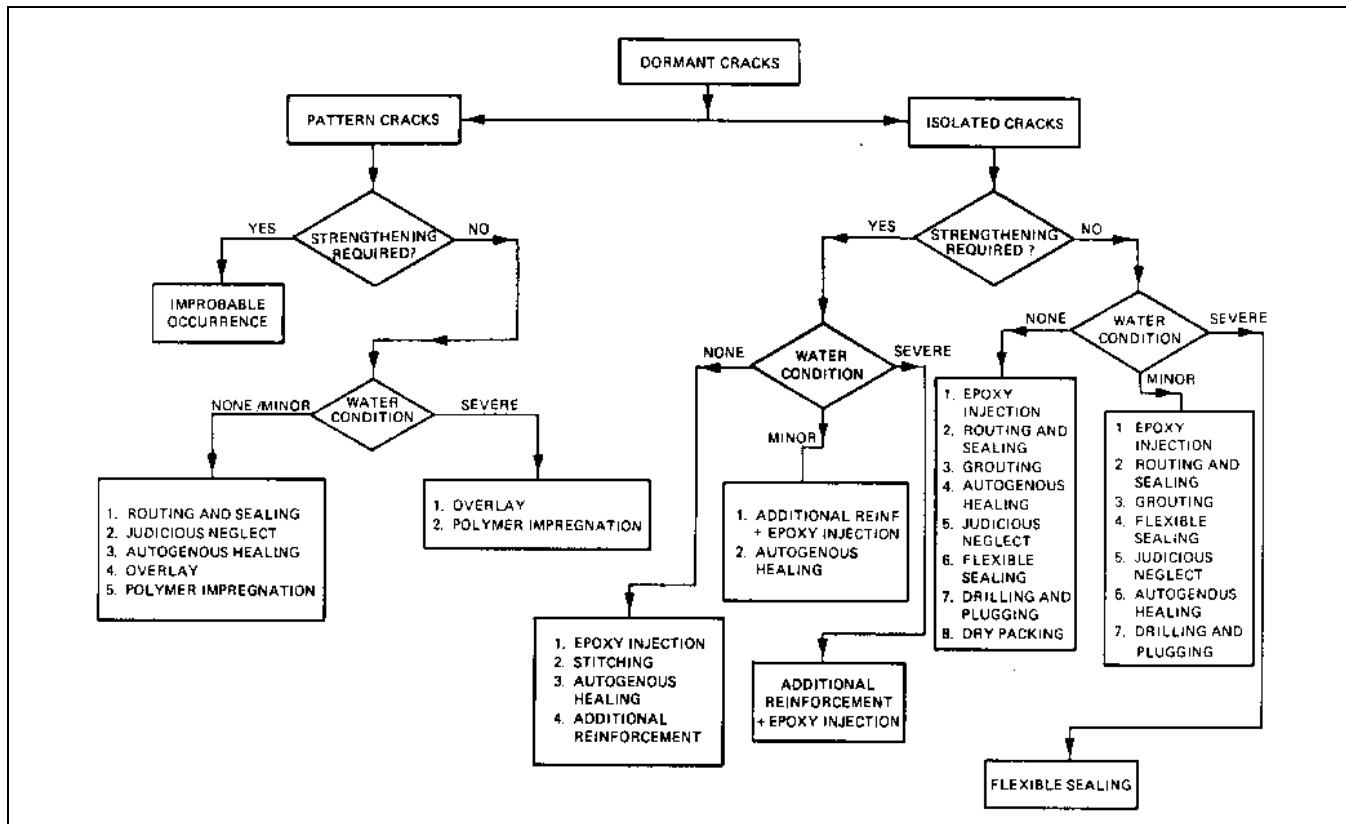 DORMANT CRACKS
PATTERN CRACKS
ISOLATED CRACKS
YES
STRENGTHENING
REQUIRED?
NO
IMPROBABLE
OCCURRENCE
NONE/MINOR
WATER
CONDITION
SEVERE
1. ROUTING AND SEALING
2. JUDICIOUS NEGLECT
3. AUTOGENOUS HEALING
4. OVERLAY
5. POLYMER IMPREGNATION
1. OVERLAY
2. POLYMER IMPREGNATION
YES
STRENGTHENING
REQUIRED ?
NO
NONE
WATER
CONDITION
SEVERE
MINOR
1. EPOXY INJECTION
2. STITCHING
3. AUTOGENOUS
HEALING
4. ADDITIONAL
REINFORCEMENT
1. ADDITIONAL REINF
+ EPOXY INJECTION
2. AUTOGENOUS
HEALING
ADDITIONAL
REINFORCEMENT
+ EPOXY INJECTION
NONE
WATER
CONDITION
SEVERE
MINOR
1. EPOXY
INJECTION
2. ROUTING AND
SEALING
3. GROUTING
4. AUTOGENOUS
HEALING
5. JUDICIOUS
NEGLECT
6. FLEXIBLE
SEALING
7. DRILLING AND
PLUGGING
8. DRY PACKING
1 EPOXY
INJECTION
2 ROUTING AND
SEALING
3. GROUTING
4. FLEXIBLE
SEALING
5. JUDICIOUS
NEGLECT
6. AUTOGENOUS
HEALING
7. DRILLING AND
PLUGGING
FLEXIBLE SEALING